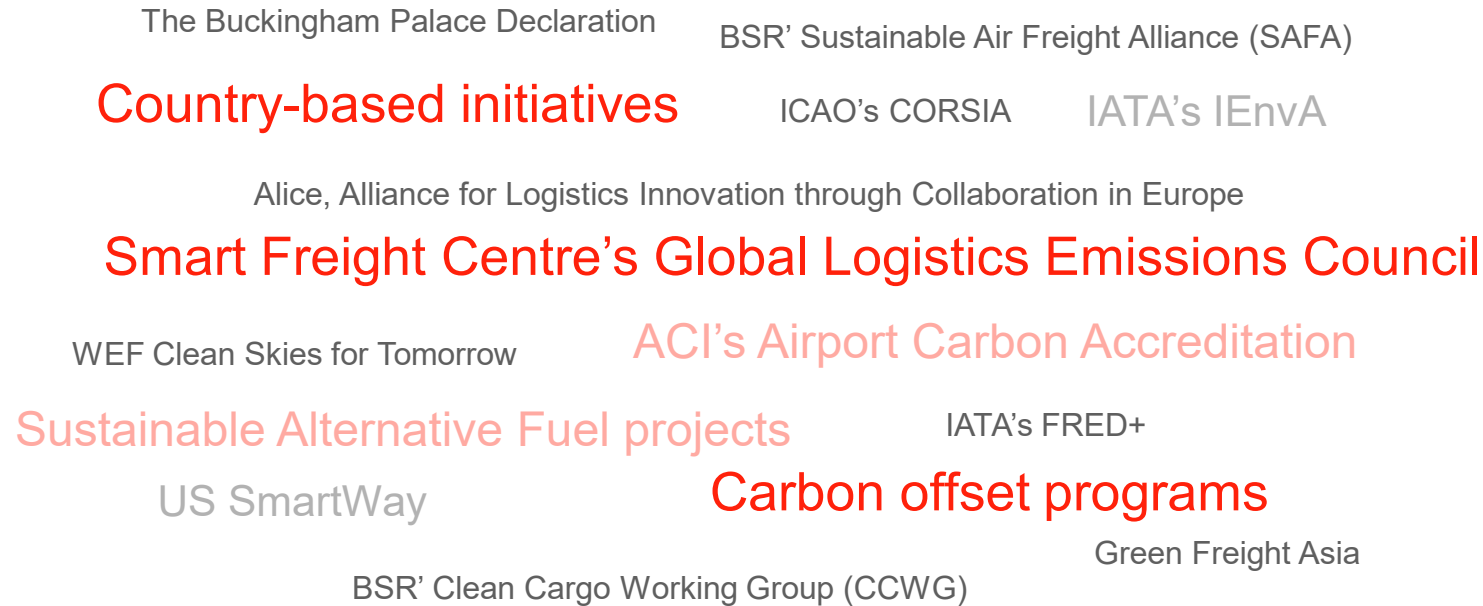 The Buckingham Palace Declaration
BSR' Sustainable Air Freight Alliance (SAFA)
Country-based initiatives
ICAO's CORSIA
IATA's IEnvA
Alice, Alliance for Logistics Innovation through Collaboration in Europe
Smart Freight Centre's Global Logistics Emissions Council
WEF Clean Skies for Tomorrow
ACI's Airport Carbon Accreditation
Sustainable Alternative Fuel projects
IATA's FRED+
US SmartWay
Carbon offset programs
Green Freight Asia
BSR' Clean Cargo Working Group (CCWG)